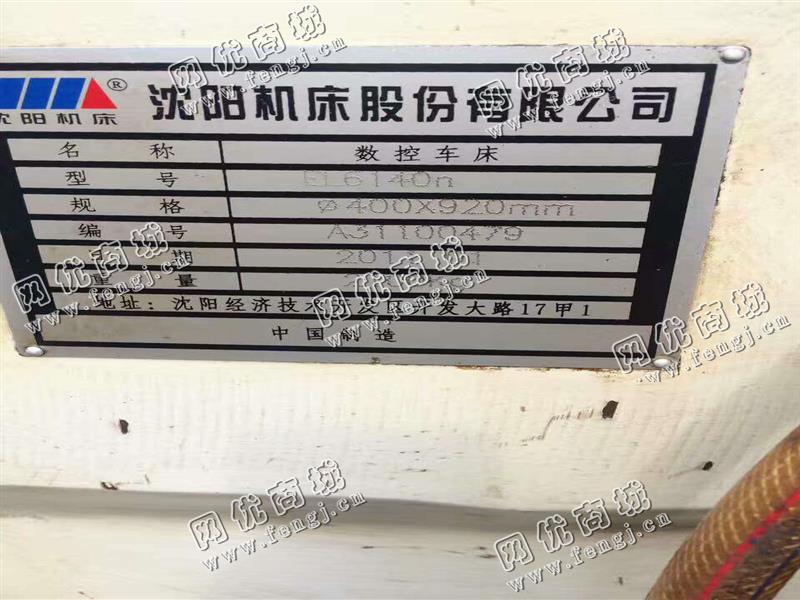 沈阳机床股份有限公司
沈阳机床®
名称 数控车床
型号 EL6140n
规格 ø400X920mm
编号 A31100479
期 201
重量
地址：沈阳经济技术开发区开发大路17甲1
中国制造
网优商城
www.fengj.cn
网优商城
www.fengj.cn
网优商城
www.fengj.cn
网优商城
www.fengj.cn
网优商城
www.fengj.cn
网优商城
www.fengj.cn
网优商城
www.fengj.cn